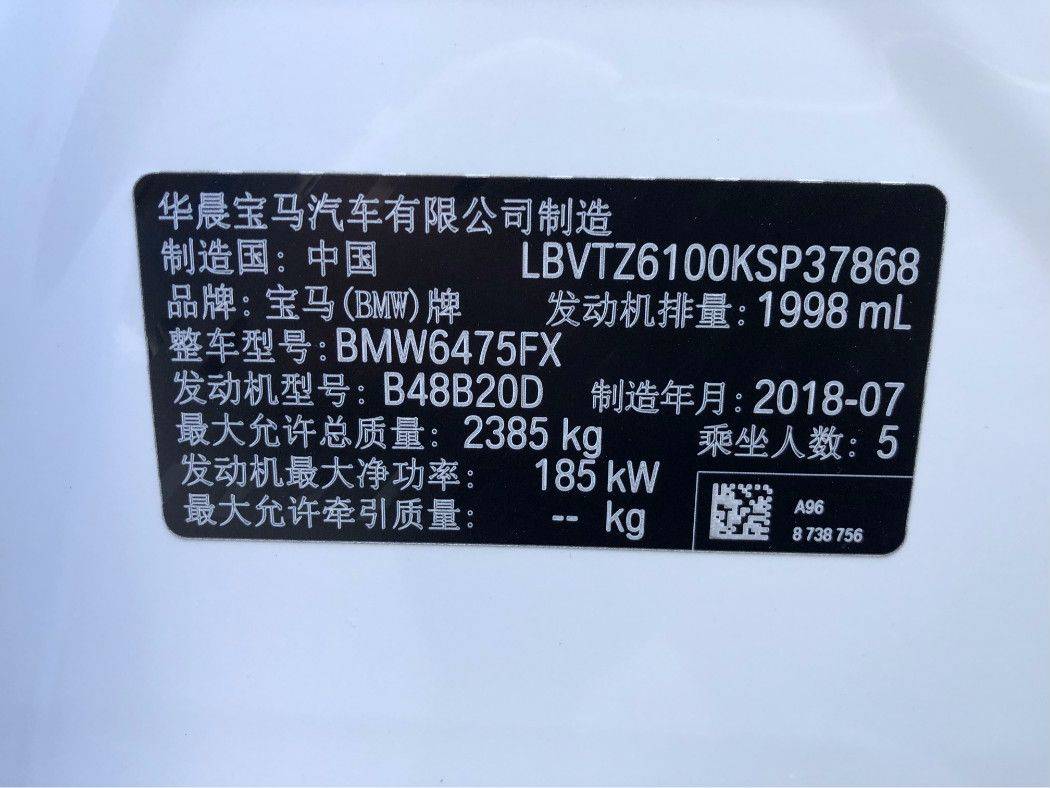 华晨宝马汽车有限公司制造
制造国：中国 LBVTZ6100KSP37868
品牌：宝马(BMW)牌 发动机排量：1998 mL
整车型号：BMW6475FX
发动机型号：B48B20D 制造年月：2018-07
最大允许总质量：2385 kg 乘坐人数：5
发动机最大净功率：185 kW
最大允许牵引质量：-- kg
A96
8 738 756